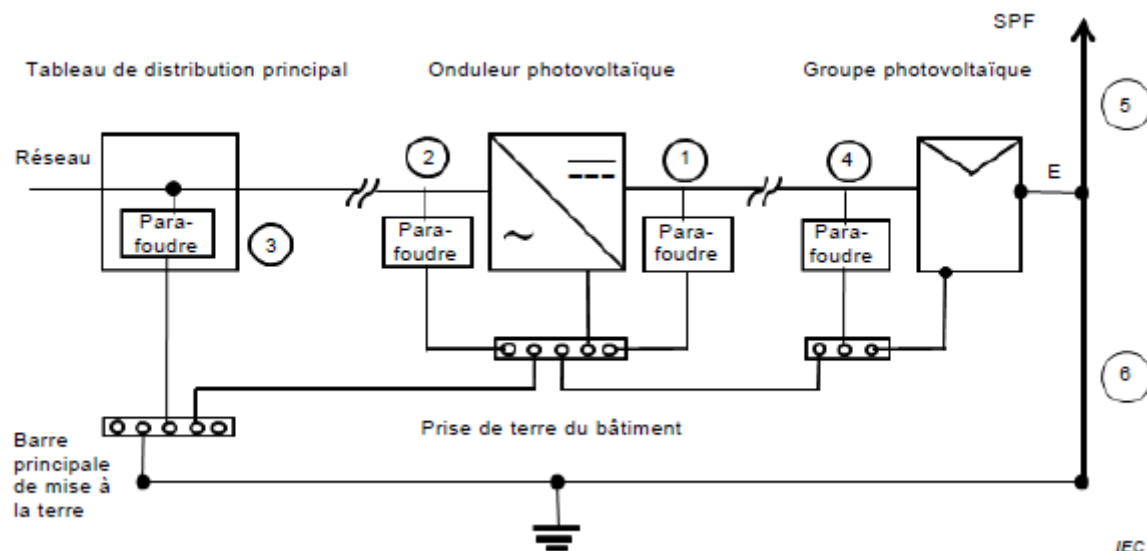 SPF
Tableau de distribution principal
Onduleur photovoltaïque
Groupe photovoltaïque
5
Réseau
2
1
4
E
Para-
foudre
3
Para-
foudre
~
Para-
foudre
Para-
foudre
6
Barre
principale
de mise à
la terre
Prise de terre du bâtiment
IEC